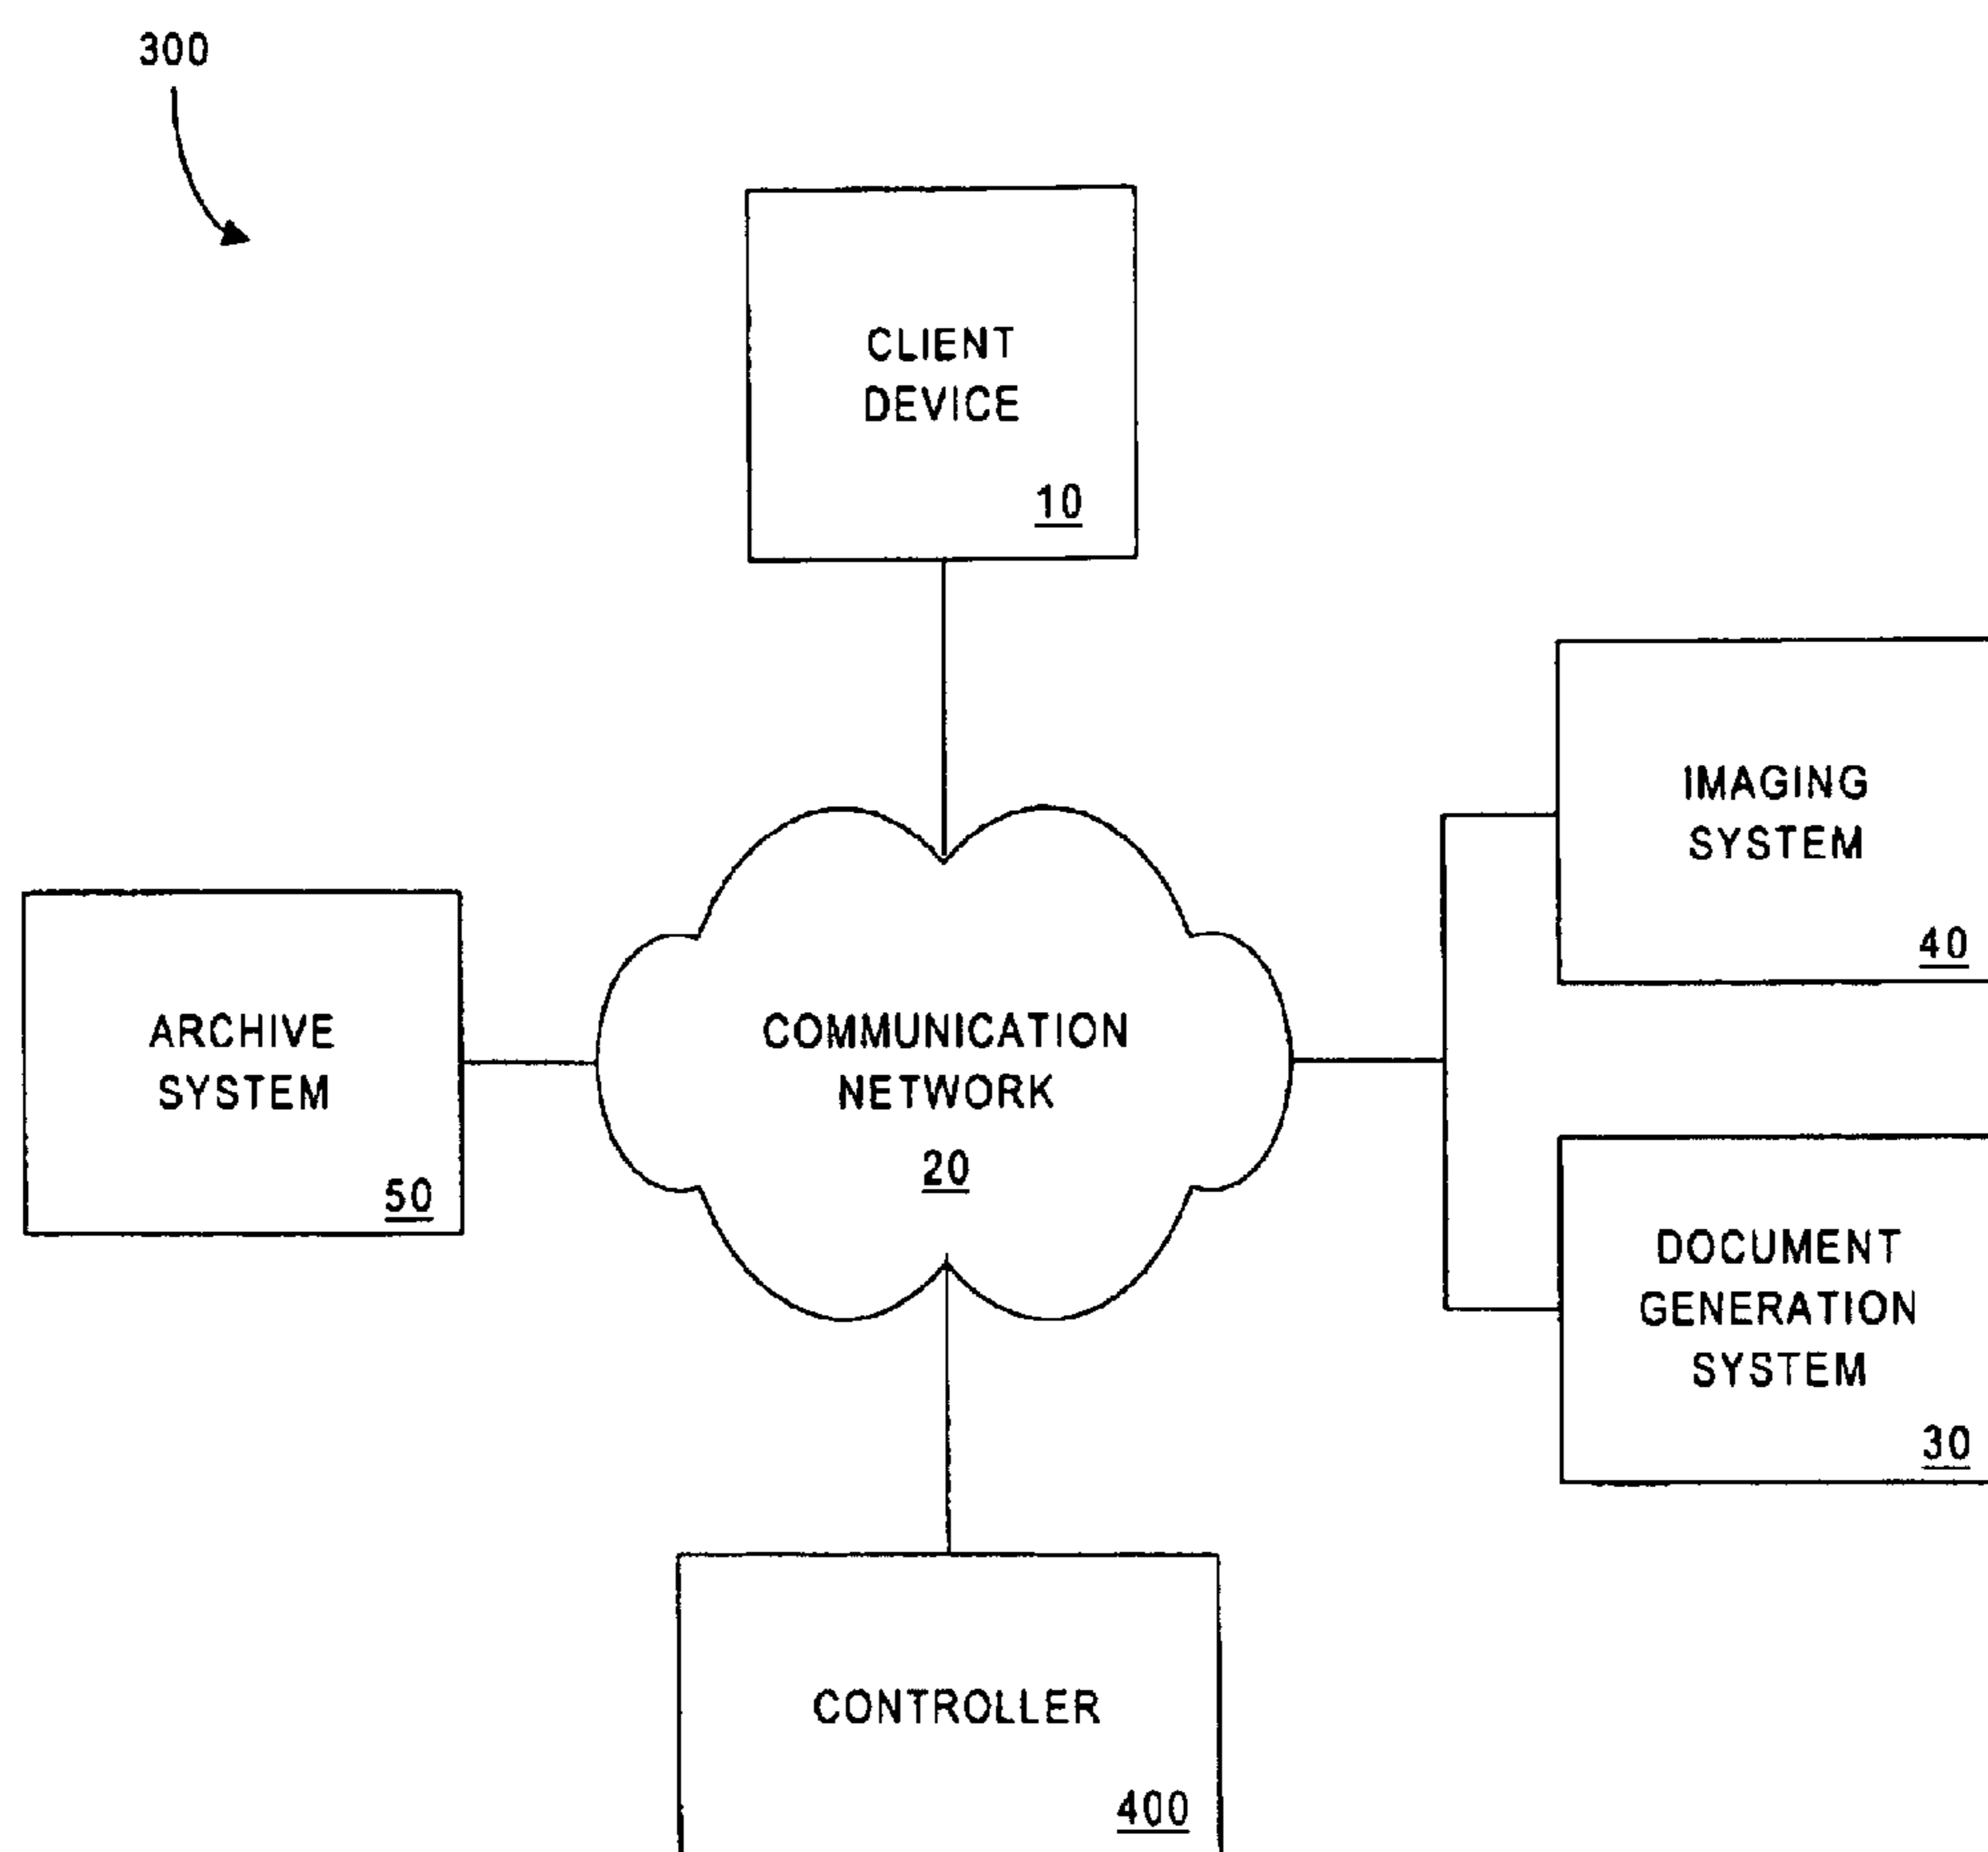 300
CLIENT
DEVICE
10
IMAGING
SYSTEM
40
ARCHIVE
SYSTEM
50
COMMUNICATION
NETWORK
20
DOCUMENT
GENERATION
SYSTEM
30
CONTROLLER
400